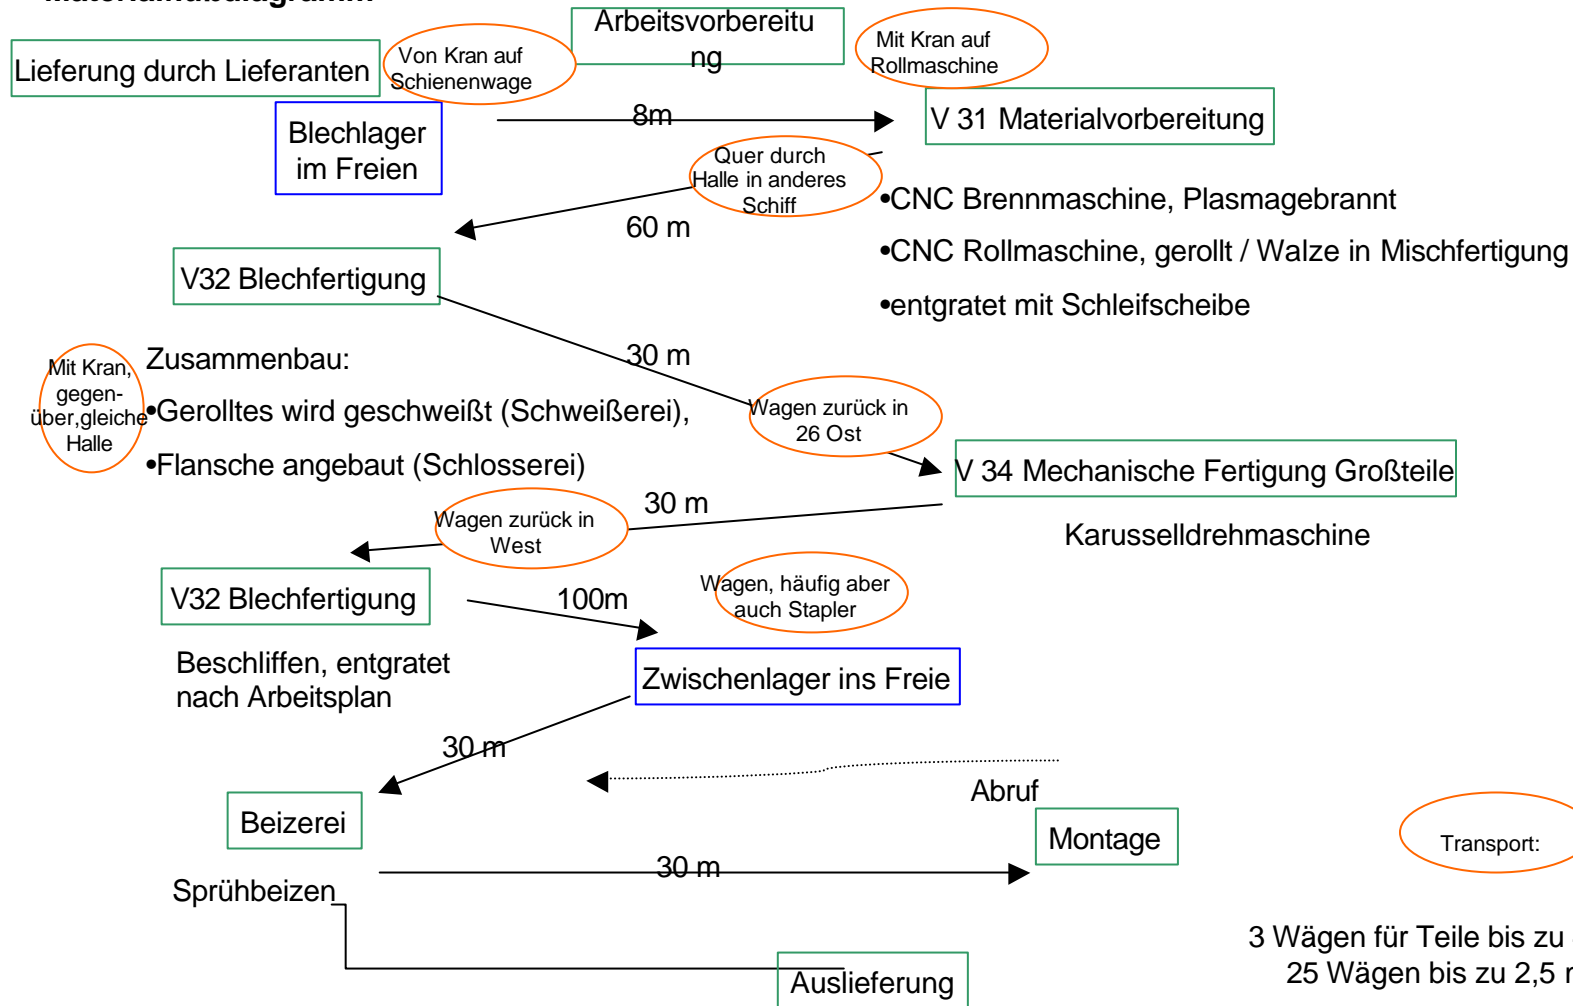 Materialflußdiagramm
Arbeitsvorbereitu
ng
Von Kran auf
Schienenwage
Mit Kran auf
Rollmaschine
Lieferung durch Lieferanten
Blechlager
im Freien
8m
V 31 Materialvorbereitung
Quer durch
Halle in anderes
Schiff
•CNC Brennmaschine, Plasmagebrannt
60 m
•CNC Rollmaschine, gerollt / Walze in Mischfertigung
V32 Blechfertigung
•entgratet mit Schleifscheibe
30 m
Mit Kran,
gegen-
über,gleiche
Halle
Zusammenbau:
•Gerolltes wird geschweißt (Schweißerei),
•Flansche angebaut (Schlosserei)
Wagen zurück in
26 Ost
V 34 Mechanische Fertigung Großteile
30 m
Wagen zurück in
West
Karusselldrehmaschine
V32 Blechfertigung
100m
Wagen, häufig aber
auch Stapler
Beschliffen, entgratet
nach Arbeitsplan
Zwischenlager ins Freie
30 m
Abruf
Beizerei
Montage
Transport:
30 m
Sprühbeizen
3 Wägen für Teile bis zu
25 Wägen bis zu 2,5
Auslieferung